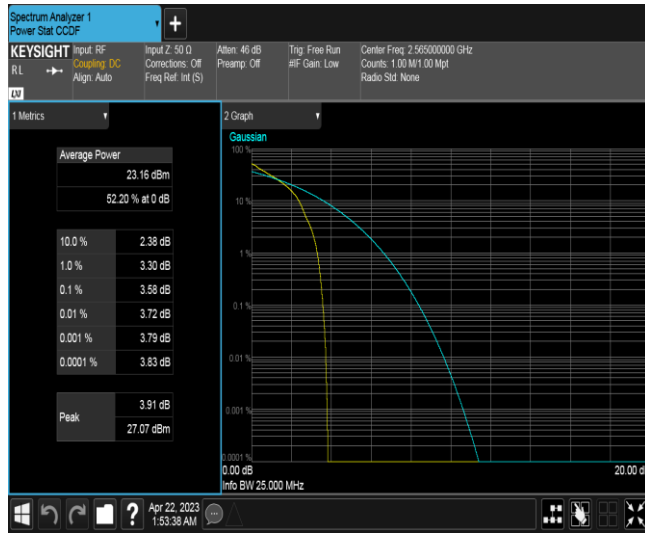 Spectrum Analyzer 1
Power Stat CCDF
+
KEYSIGHT
Input: RF
Coupling: DC
Align: Auto
Input Z: 50 Ω
Corrections: Off
Freq Ref: Int (S)
Atten: 46 dB
Preamp: Off
Trig: Free Run
#IF Gain: Low
Center Freq: 2.565000000 GHz
Counts: 1.00 M/1.00 Mpt
Radio Std: None
R L
LXI
1 Metrics
Average Power
23.16 dBm
52.20 % at 0 dB
10.0 % 2.38 dB
1.0 % 3.30 dB
0.1 % 3.58 dB
0.01 % 3.72 dB
0.001 % 3.79 dB
0.0001 % 3.83 dB
Peak
3.91 dB
27.07 dBm
2 Graph
Gaussian
100 %
10 %
1 %
0.1 %
0.01 %
0.001 %
0.0001 %
0.00 dB
20.00 d
Info BW 25.000 MHz
?
Apr 22, 2023
1:53:38 AM